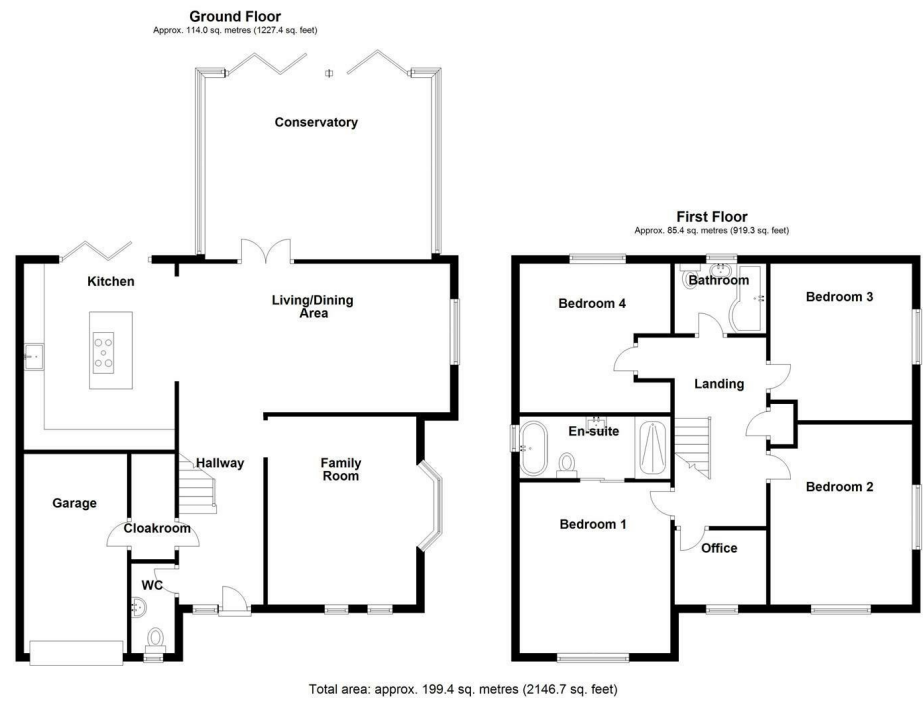 Ground Floor
Approx. 114.0 sq. metres (1227.4 sq. feet)
Conservatory
Kitchen
Living/Dining
Area
Hallway
Family
Room
Garage
Cloakroom
WC
First Floor
Approx. 85.4 sq. metres (919.3 sq. feet)
Bedroom 4
Bathroom
Bedroom 3
Landing
En-suite
Bedroom 2
Bedroom 1
Office
Total area: approx. 199.4 sq. metres (2146.7 sq. feet)